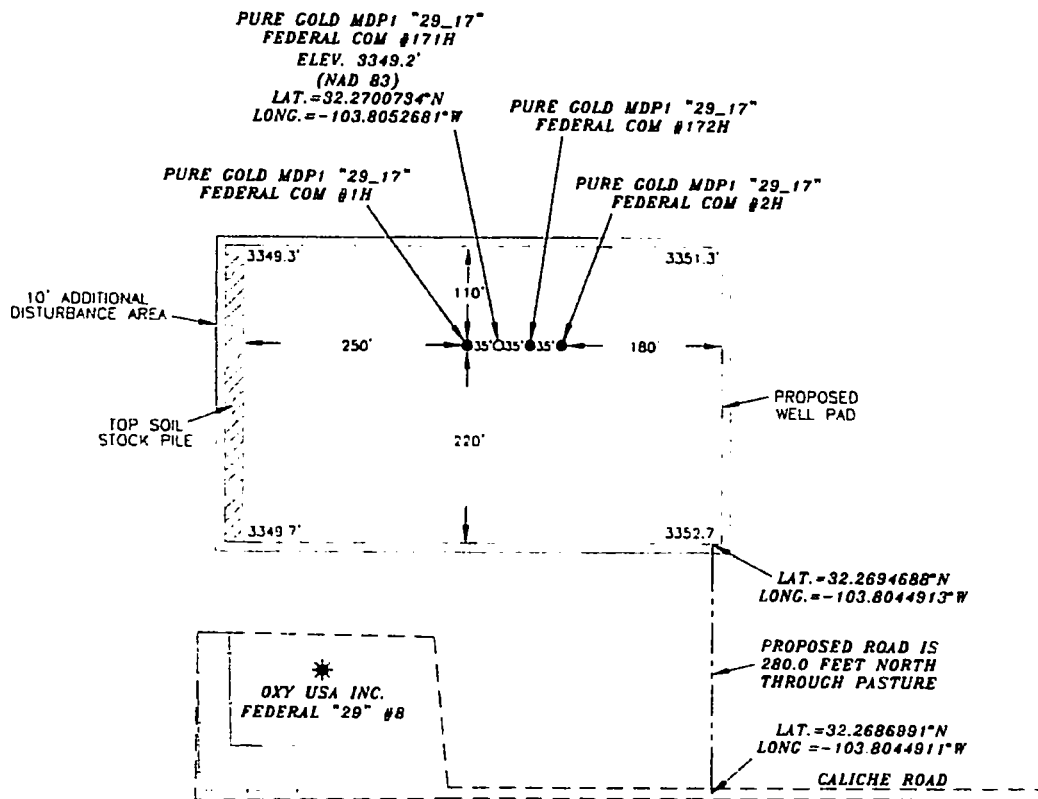 PURE GOLD MDP1 "29_17"
FEDERAL COM #171H
ELEV. 3349.2'
(NAD 83)
LAT.=32.2700734°N
LONG.=-103.8052681°W
PURE GOLD MDP1 "29_17"
FEDERAL COM #172H
PURE GOLD MDP1 "29_17"
FEDERAL COM #1H
PURE GOLD MDP1 "29_17"
FEDERAL COM #2H
3349.3'
3351.3'
10' ADDITIONAL
DISTURBANCE AREA
110'
250'
35'
35'
35'
180'
PROPOSED
WELL PAD
TOP SOIL
STOCK PILE
220'
3349.7'
3352.7
LAT.=32.2694688°N
LONG.=-103.8044913°W
PROPOSED ROAD IS
280.0 FEET NORTH
THROUGH PASTURE
OXY USA INC.
FEDERAL "29" #8
LAT.=32.2686991°N
LONG =-103.8044911°W
CALICHE ROAD